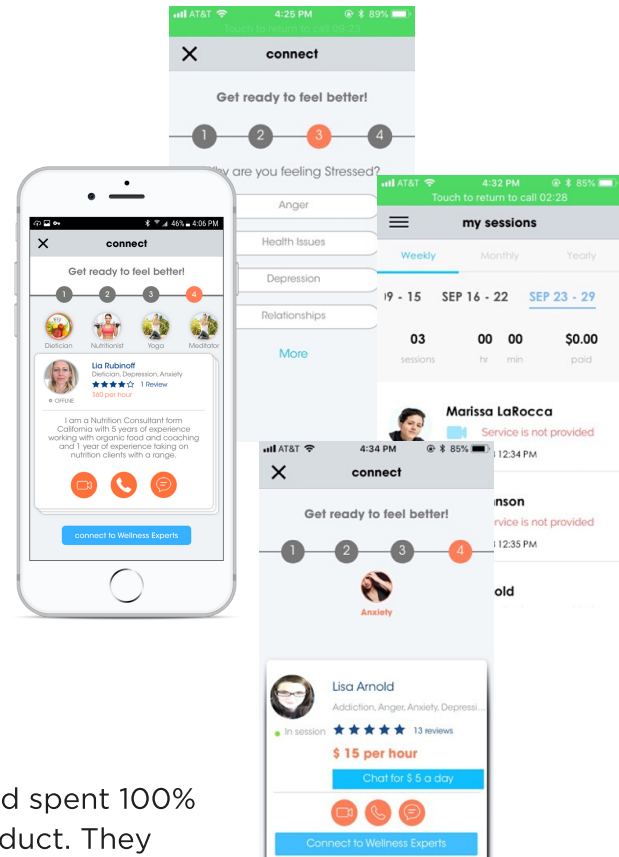 AT&T 4:25 PM 89%
Touch to return to call 09:23
connect
Get ready to feel better!
1 2 3 4
are you feeling Stressed?
Anger
Health Issues
Depression
Relationships
More
46% 4:06 PM
connect
Get ready to feel better!
1 2 3 4
Dietician Nutritionist Yoga Meditator
Lia Rubinoff
Dietician, Depression, Anxiety
1 Review
$60 per hour
OFFLINE
I am a Nutrition Consultant form
California with 5 years of experience
working with organic food and coaching
and 1 year of experience taking on
nutrition clients with a range.
connect to Wellness Experts
AT&T 4:32 PM 85%
Touch to return to call 02:28
my sessions
Weekly Monthly Yearly
09 - 15 SEP 16 - 22 SEP 23 - 29
03 00 00 $0.00
sessions hr min paid
Marissa LaRocca
Service is not provided
12:34 PM
nson
rvice is not provided
12:35 PM
old
AT&T 4:34 PM 85%
connect
Get ready to feel better!
1 2 3 4
Anxiety
Lisa Arnold
Addiction, Anger, Anxiety, Depressi...
In session 13 reviews
$ 15 per hour
Chat for $ 5 a day
Connect to Wellness Experts
d spent 100%
duct. They